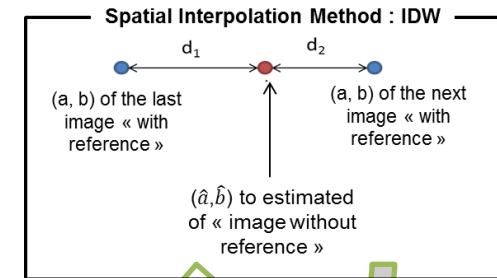 Spatial Interpolation Method : IDW
d₁
d₂
(a, b) of the last
image « with
reference »
(a, b) of the next
image « with
reference »
(â,b̂) to estimated
of « image without
reference »